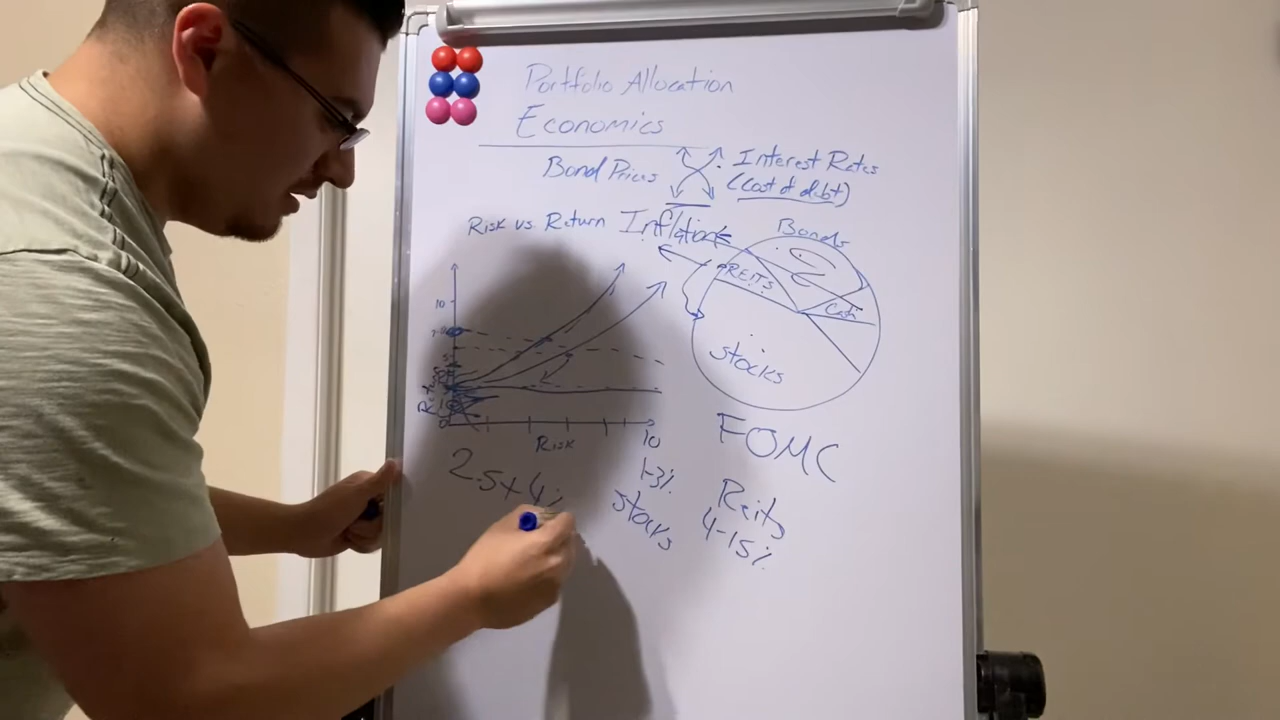 Portfolio Allocation
Economics
Bond Prices
Interest Rates
(cost of debt)
Risk vs. Return
Inflation
Bonds
REITS
Cash
Stocks
10
5
0
Risk
10
FOMC
2.5+4%
1-3%
Stocks
Reits
4-15%